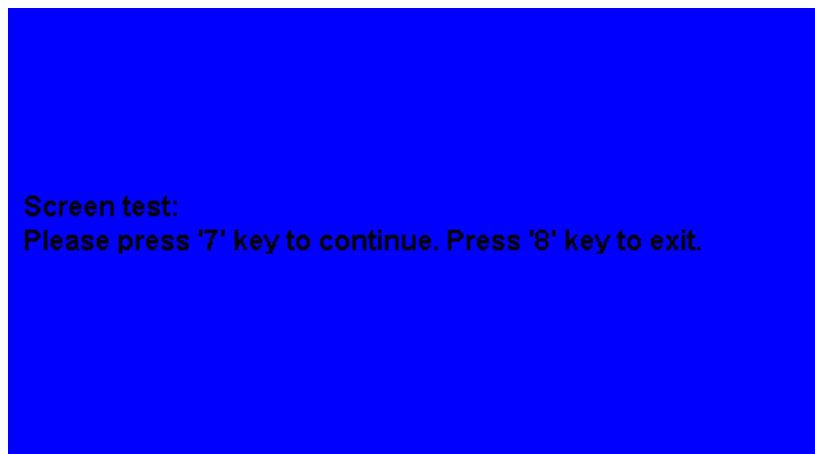 Screen test:
Please press '7' key to continue. Press '8' key to exit.